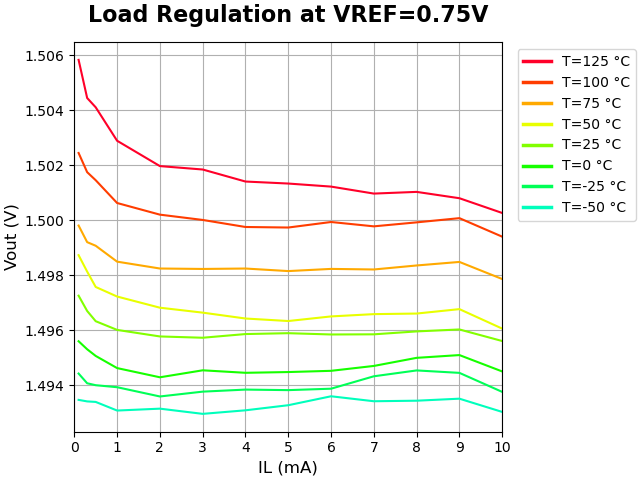 Load Regulation at VREF=0.75V
Vout (V)
1.506
1.504
1.502
1.500
1.498
1.496
1.494
0 1 2 3 4 5 6 7 8 9 10
IL (mA)
T=125 °C
T=100 °C
T=75 °C
T=50 °C
T=25 °C
T=0 °C
T=-25 °C
T=-50 °C